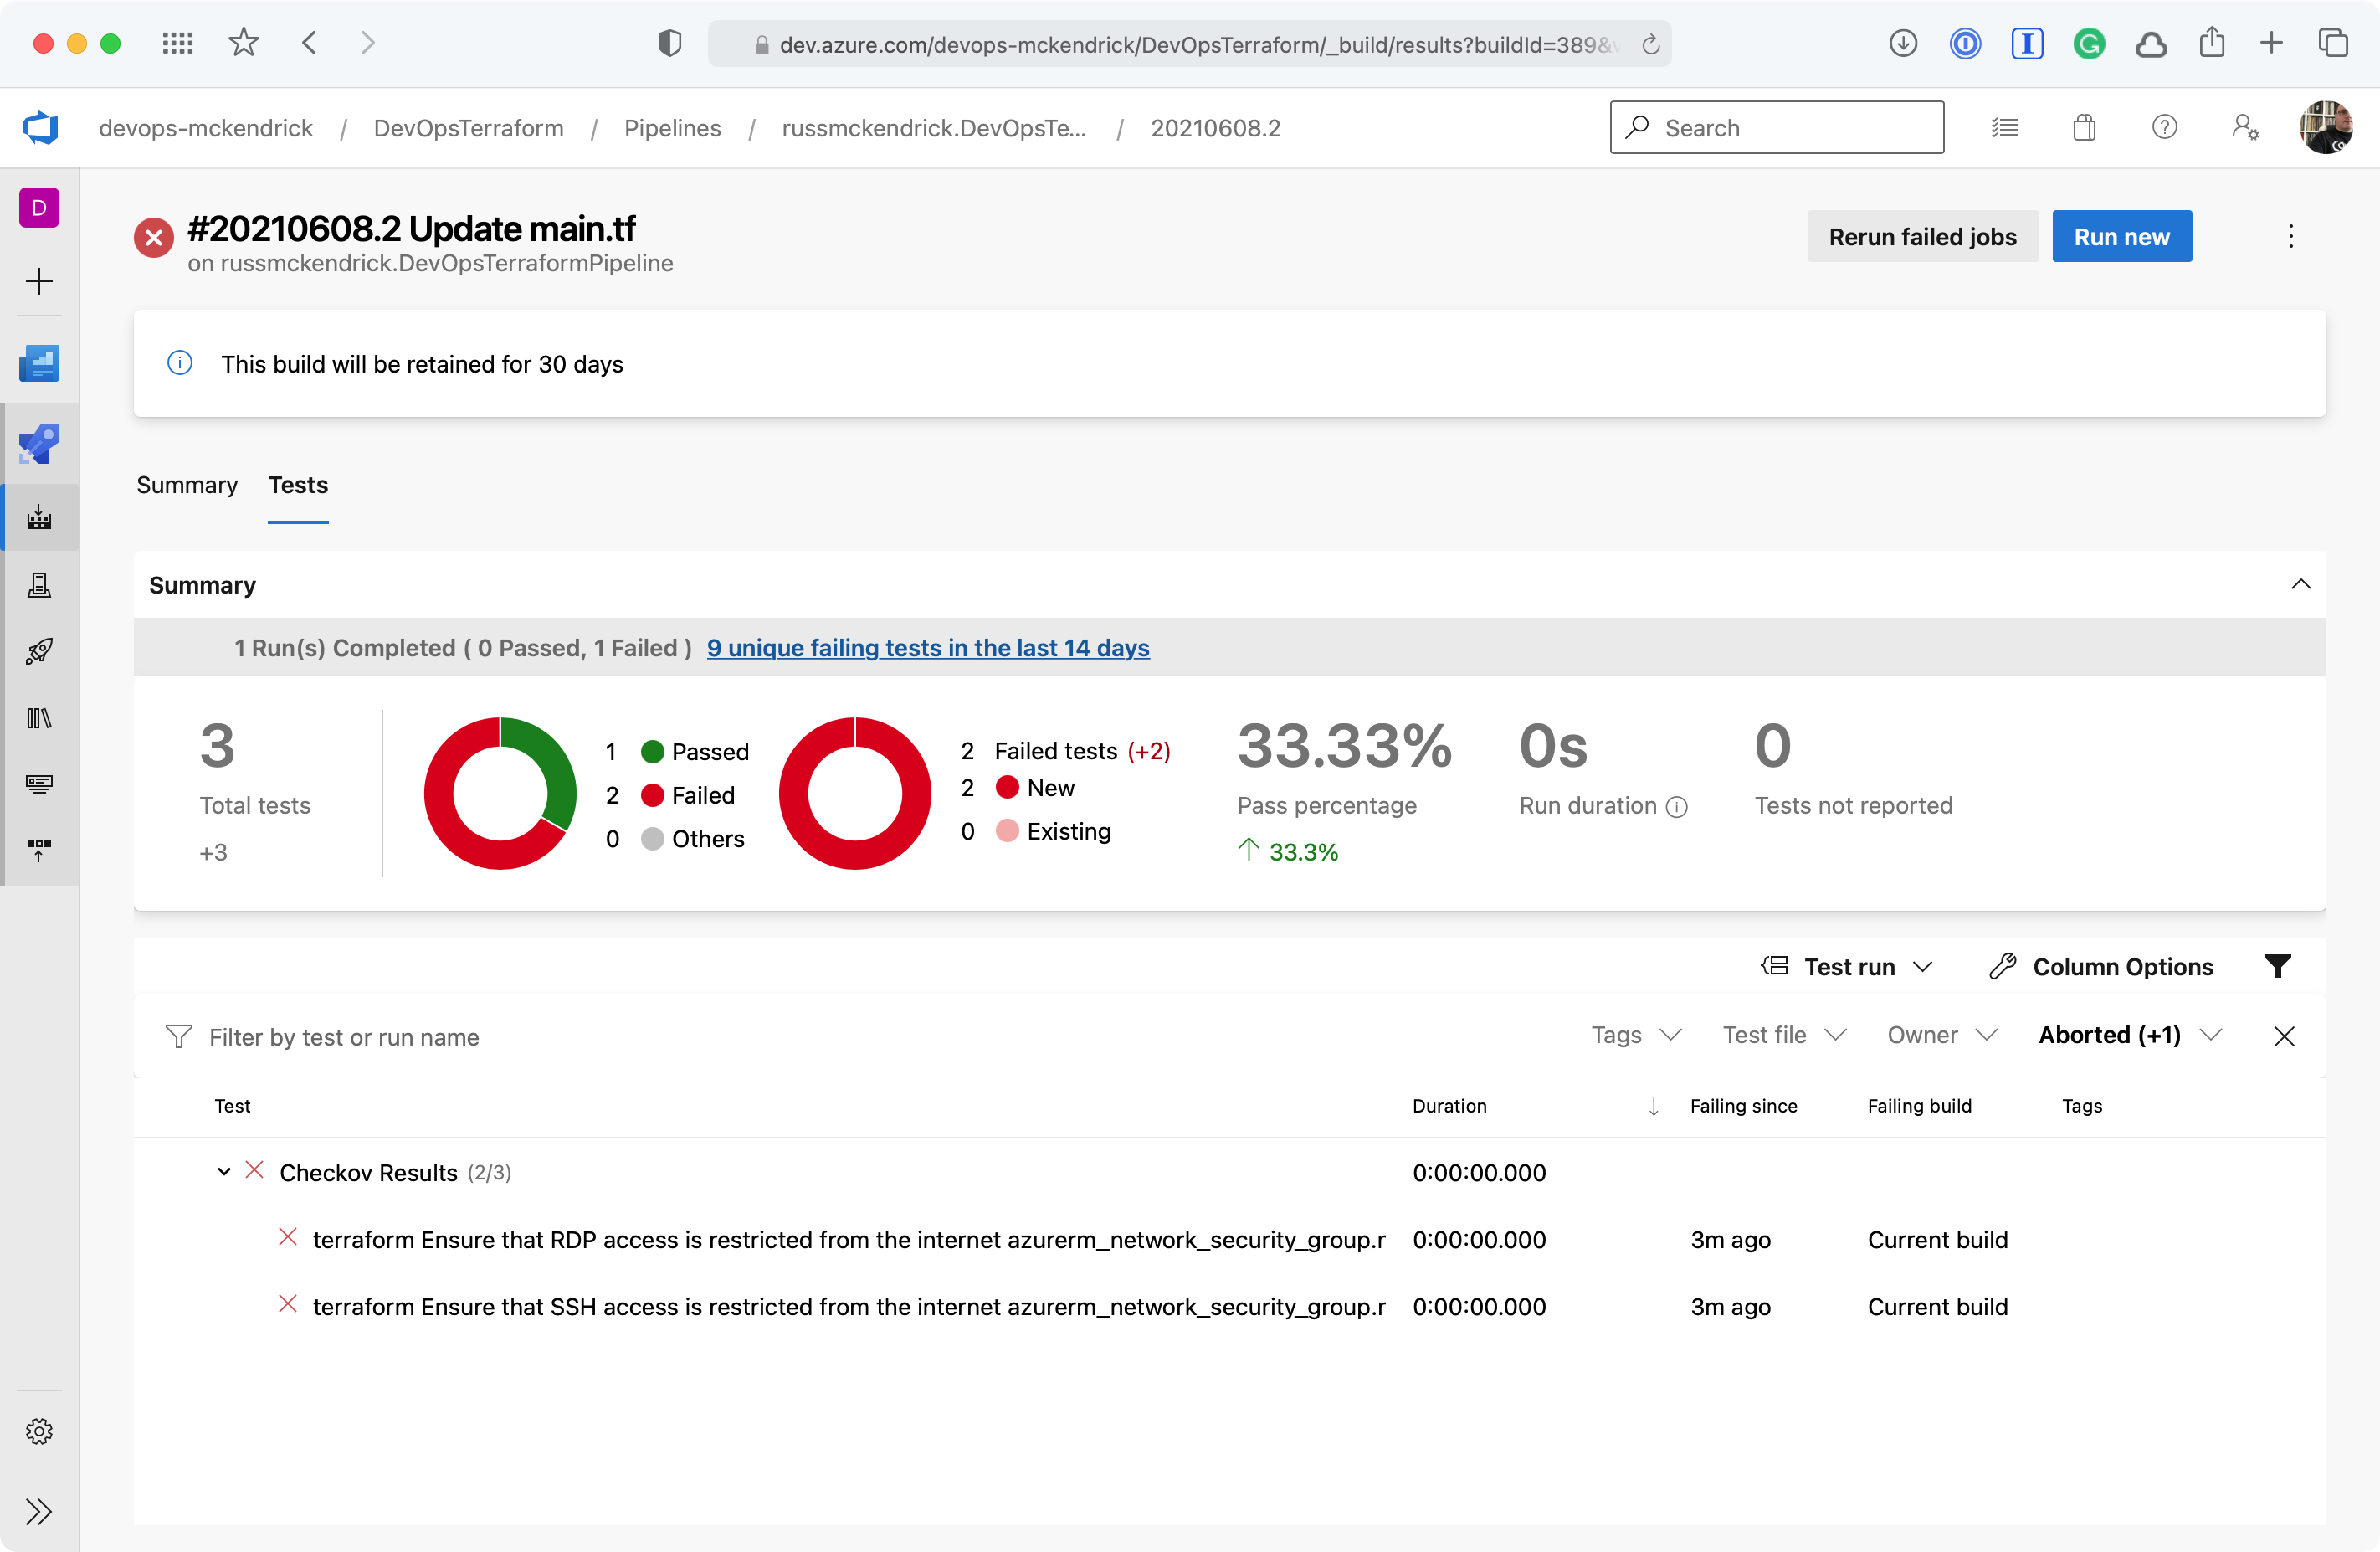 dev.azure.com/devops-mckendrick/DevOpsTerraform/_build/results?buildId=389&
devops-mckendrick / DevOpsTerraform / Pipelines / russmckendrick.DevOpsTe... / 20210608.2
Search
D
#20210608.2 Update main.tf
on russmckendrick.DevOpsTerraformPipeline
Rerun failed jobs
Run new
This build will be retained for 30 days
Summary
Tests
Summary
1 Run(s) Completed ( 0 Passed, 1 Failed ) 9 unique failing tests in the last 14 days
3
Total tests
+3
1 Passed
2 Failed
0 Others
2 Failed tests (+2)
2 New
0 Existing
33.33%
Pass percentage
33.3%
0s
Run duration
0
Tests not reported
Test run
Column Options
Filter by test or run name
Tags
Test file
Owner
Aborted (+1)
Test Duration Failing since Failing build Tags
Checkov Results (2/3) 0:00:00.000
terraform Ensure that RDP access is restricted from the internet azurerm_network_security_group.r 0:00:00.000 3m ago Current build
terraform Ensure that SSH access is restricted from the internet azurerm_network_security_group.r 0:00:00.000 3m ago Current build